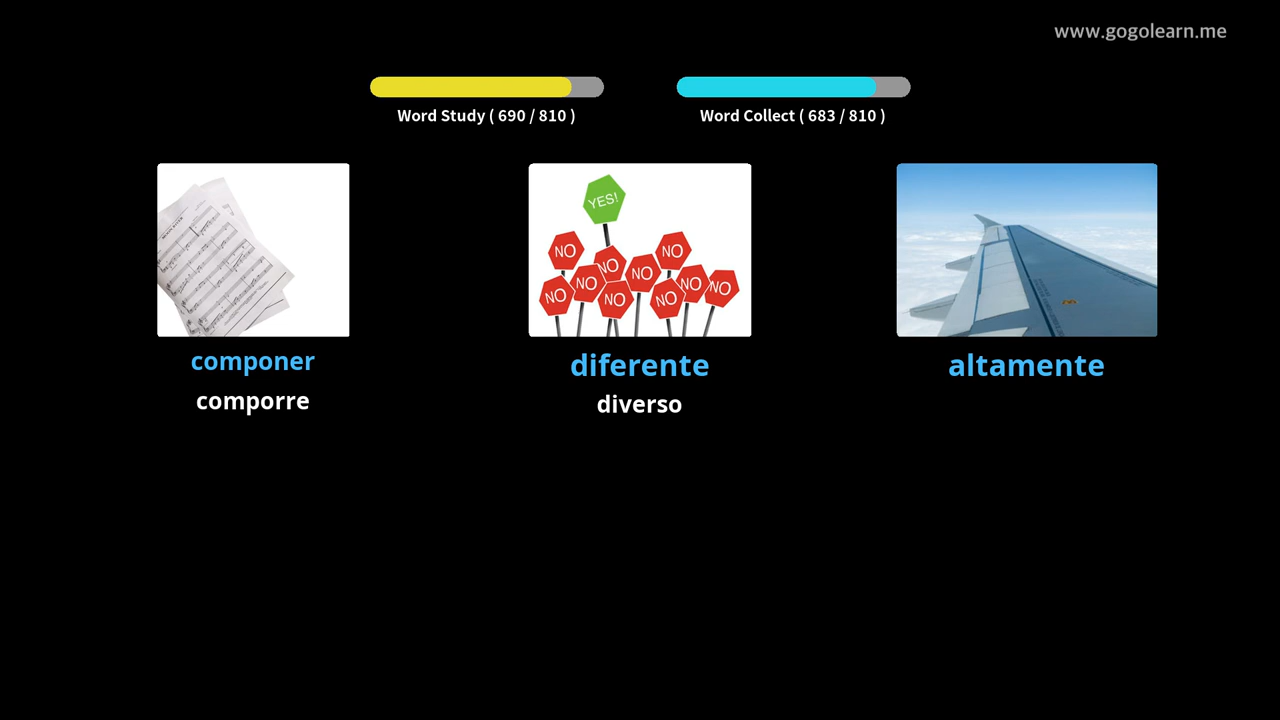 www.gogolearn.me
Word Study ( 690 / 810 )
Word Collect ( 683 / 810 )
YES!
NO
NO
NO
NO
NO
NO
NO
NO
NO
NO
componer
comporre
diferente
diverso
altamente